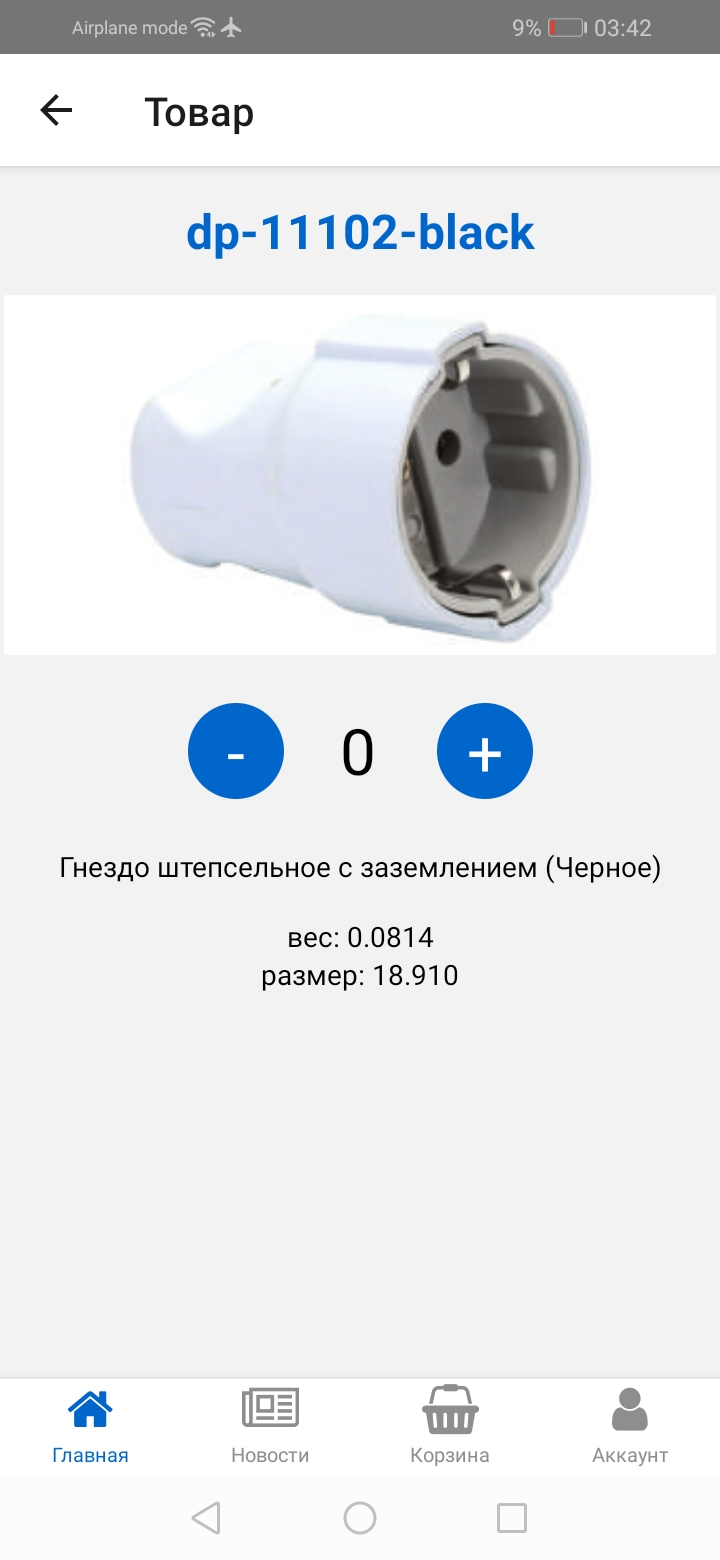 Airplane mode 9% 03:42
Товар
dp-11102-black
- 0 +
Гнездо штепсельное с заземлением (Черное)
вес: 0.0814
размер: 18.910
Главная Новости Корзина Аккаунт